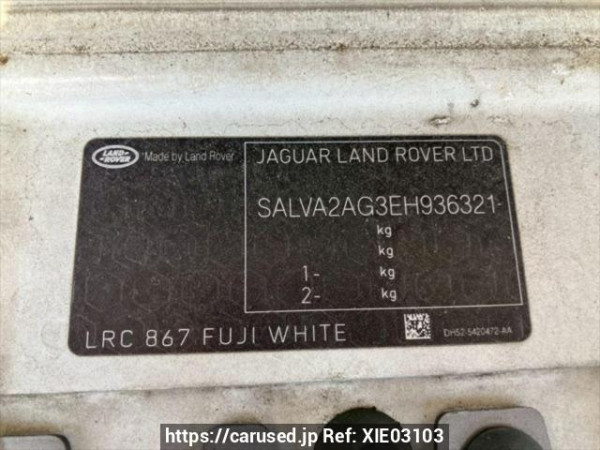 LAND-
-ROVER
Made by Land Rover
JAGUAR LAND ROVER LTD
SALVA2AG3EH936321
kg
kg
1- kg
2- kg
LRC 867 FUJI WHITE
DH52-5420472-AA
https://carused.jp Ref: XIE03103